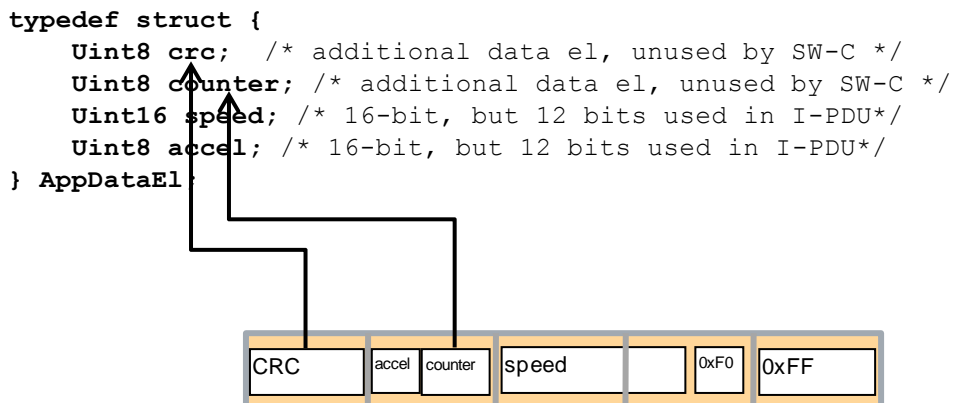 typedef struct {
Uint8 crc; /* additional data el, unused by SW-C */
Uint8 counter; /* additional data el, unused by SW-C */
Uint16 speed; /* 16-bit, but 12 bits used in I-PDU*/
Uint8 accel; /* 16-bit, but 12 bits used in I-PDU*/
} AppDataEl;
CRC accel counter speed 0xF0 0xFF